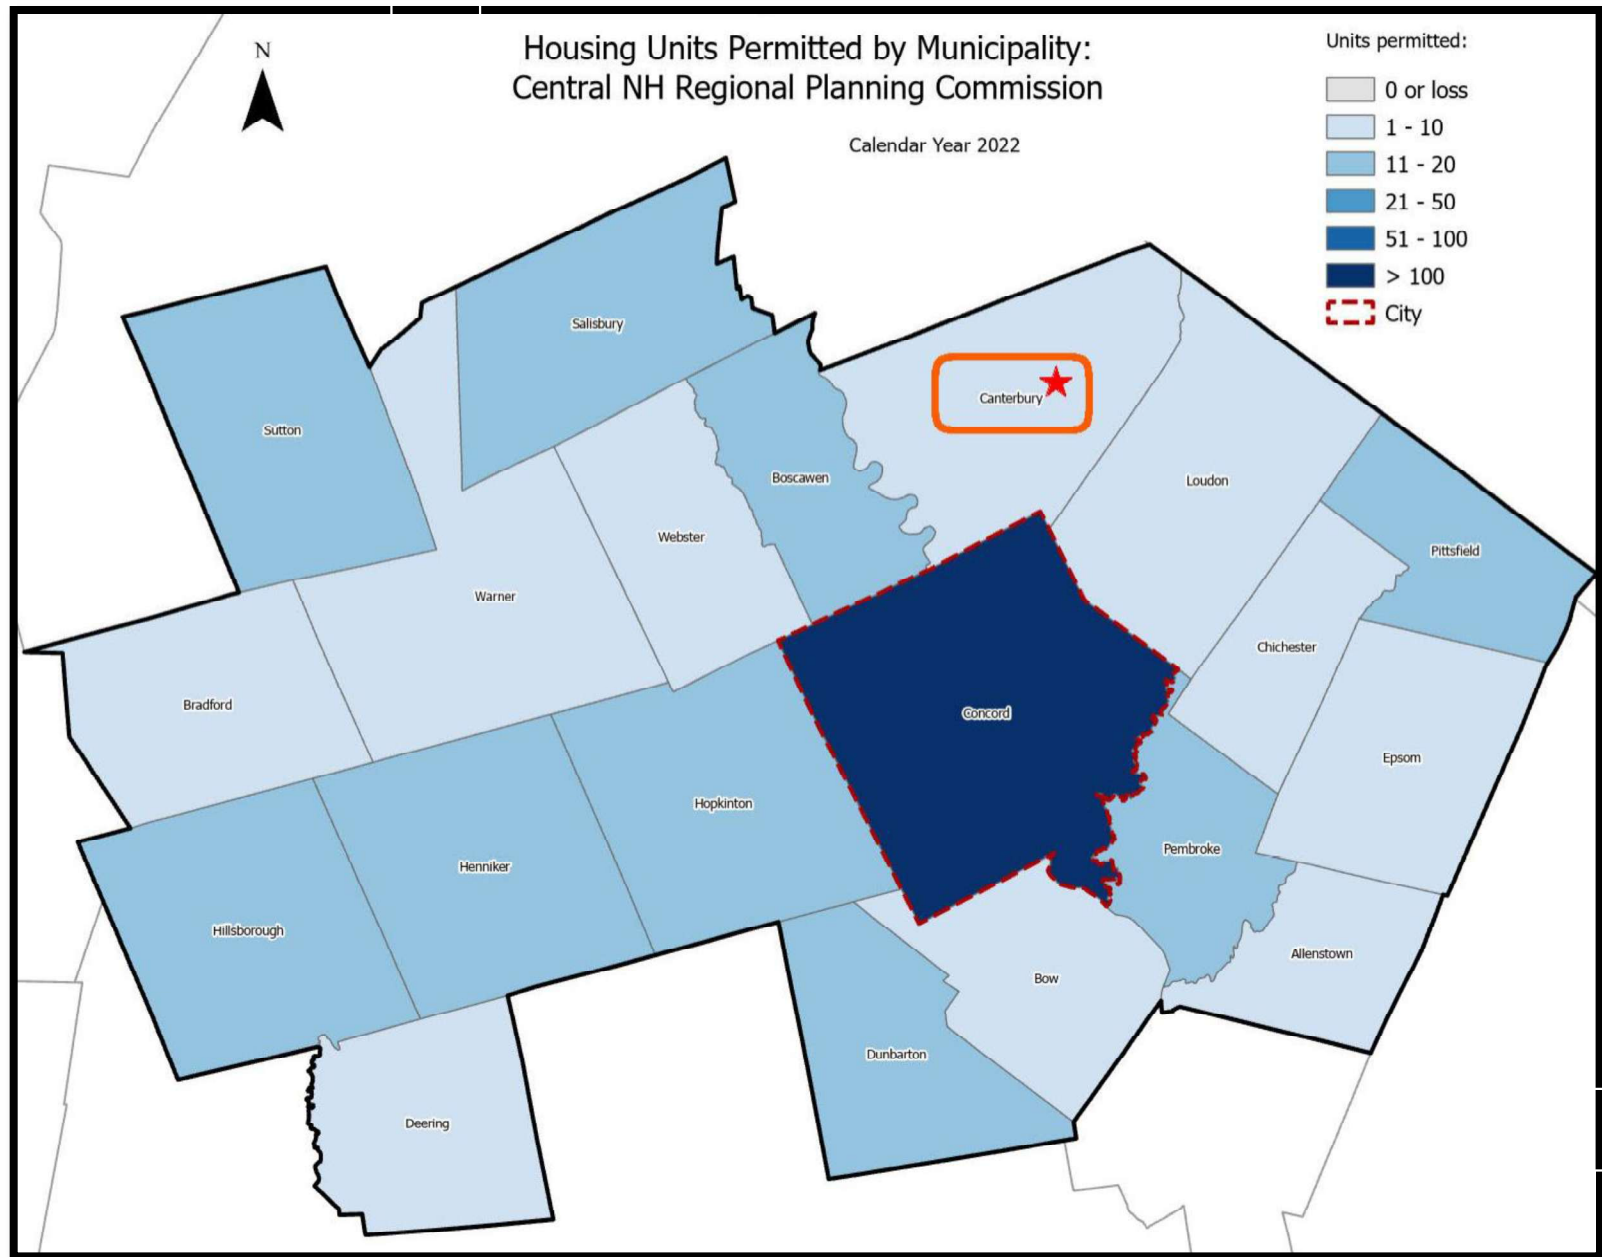 Housing Units Permitted by Municipality:
Central NH Regional Planning Commission
Calendar Year 2022
N
Units permitted:
0 or loss
1 - 10
11 - 20
21 - 50
51 - 100
> 100
City
Salisbury
Sutton
Canterbury
Boscawen
Loudon
Webster
Pittsfield
Warner
Chichester
Bradford
Concord
Epsom
Hopkinton
Pembroke
Henniker
Hillsborough
Allenstown
Bow
Dunbarton
Deering